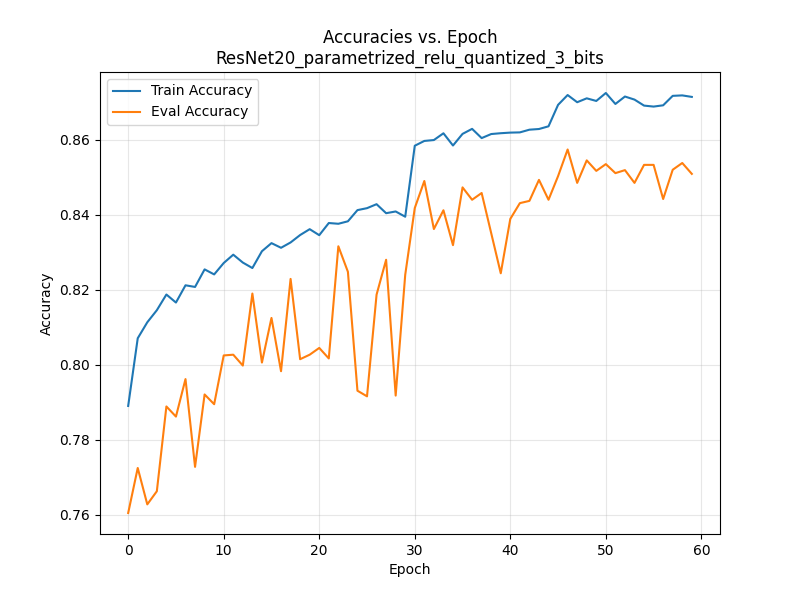 Accuracies vs. Epoch
ResNet20_parametrized_relu_quantized_3_bits
Train Accuracy
Eval Accuracy
0.86
0.84
0.82
0.80
0.78
0.76
Accuracy
0 10 20 30 40 50 60
Epoch